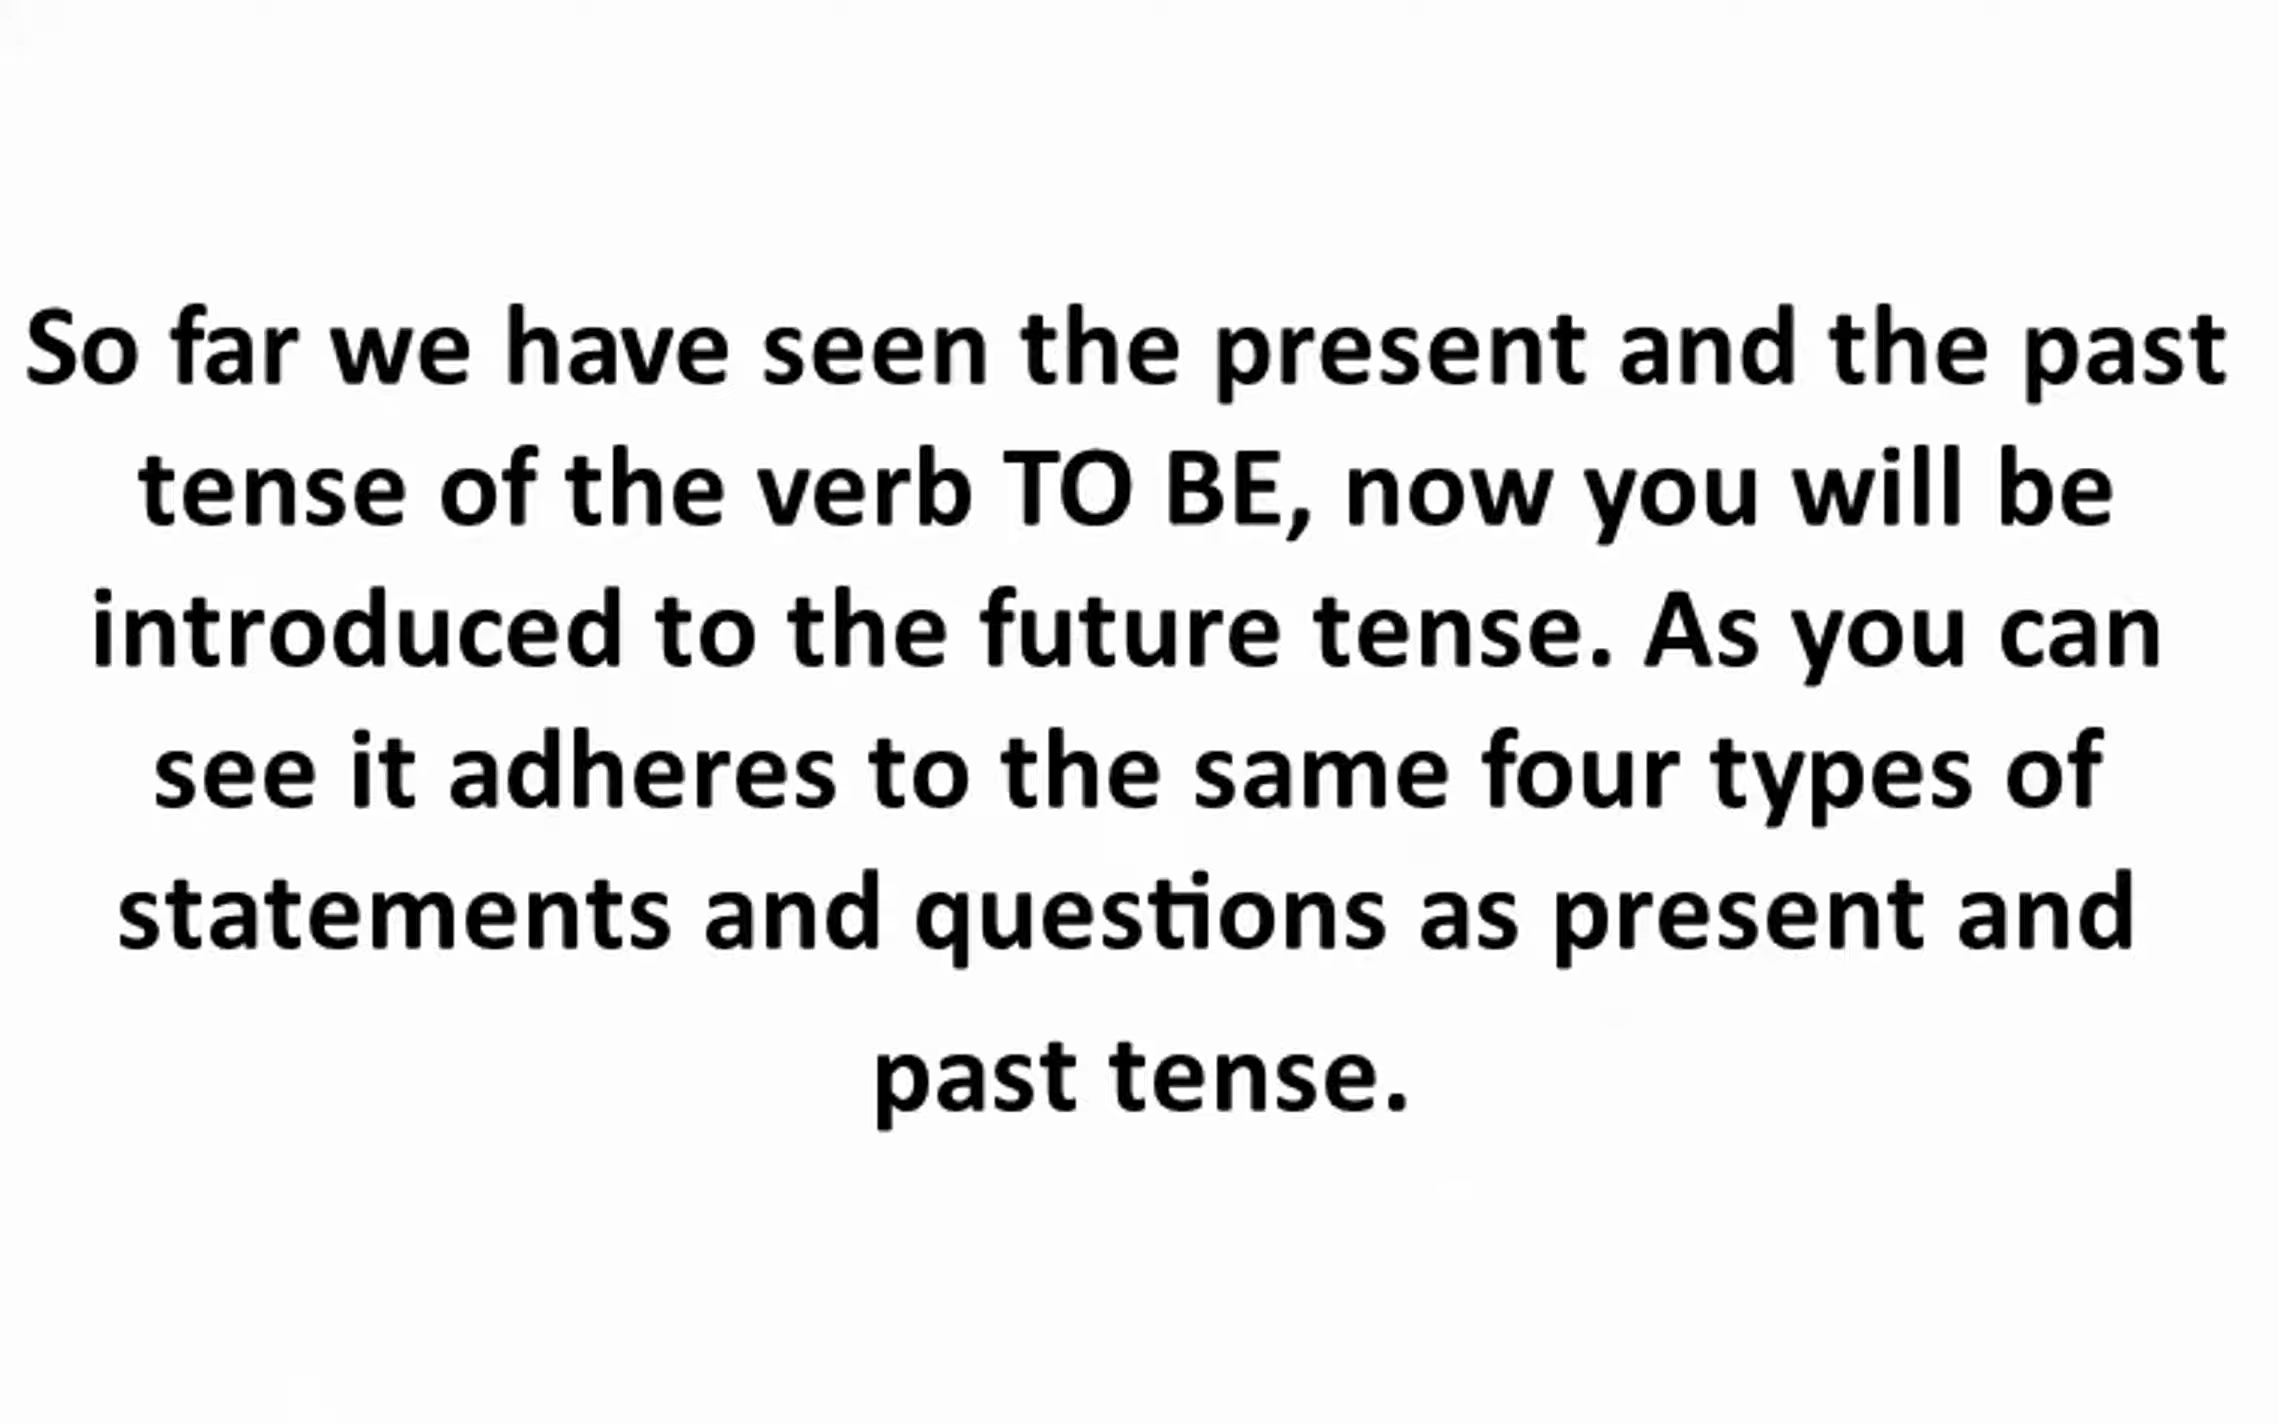 So far we have seen the present and the past
tense of the verb TO BE, now you will be
introduced to the future tense. As you can
see it adheres to the same four types of
statements and questions as present and
past tense.